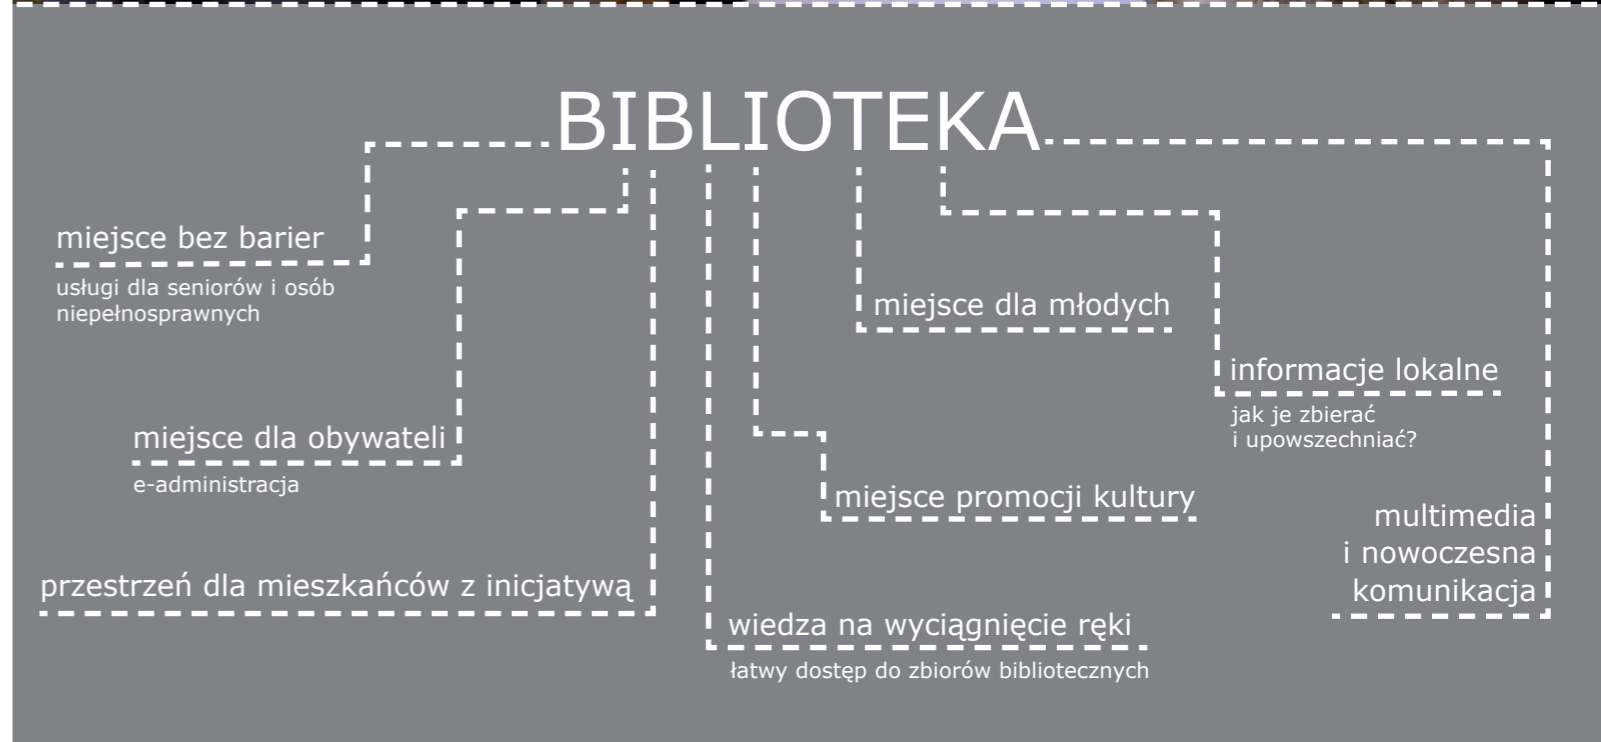 BIBLIOTEKA
miejsce bez barier
usługi dla seniorów i osób
niepełnosprawnych
miejsce dla młodych
informacje lokalne
jak je zbierać
i upowszechniać?
miejsce dla obywateli
e-administracja
miejsce promocji kultury
multimedia
i nowoczesna
komunikacja
przestrzeń dla mieszkańców z inicjatywą
wiedza na wyciągnięcie ręki
łatwy dostęp do zbiorów bibliotecznych